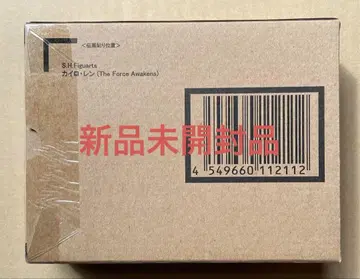 <伝票貼り位置>
S.H.Figuarts
カイロ・レン (The Force Awakens)
新品未開封品
4 549660 112112